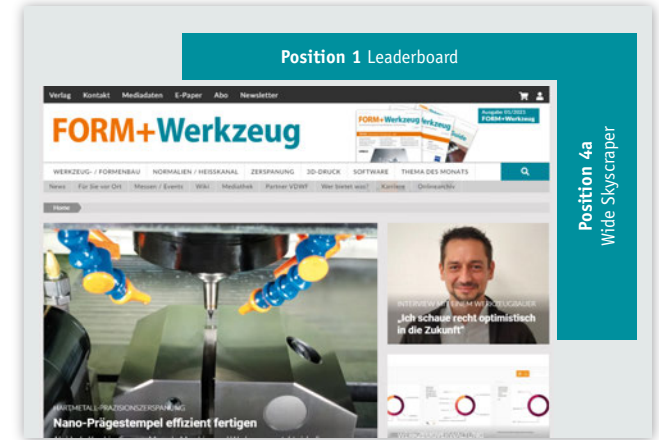 Position 1 Leaderboard
Position 4a
Wide Skyscraper
Verlag Kontakt Mediadaten E-Paper Abo Newsletter
FORM+Werkzeug
FORM+Werkzeug
Ausgabe 05/2021
FORM+Werkzeug
WERKZEUG- / FORMENBAU NORMALIEN / HEISSKANAL ZERSPANUNG 3D-DRUCK SOFTWARE THEMA DES MONATS
News Für Sie vor Ort Messen / Events Wiki Mediathek Partner VDWF Wer bietet was? Karriere Onlinearchiv
Home
INTERVIEW MIT EINEM WERKZEUGBAUER
„Ich schaue recht optimistisch
in die Zukunft“
HARTMETALL-PRÄZISIONSZERSPANUNG
Nano-Prägestempel effizient fertigen